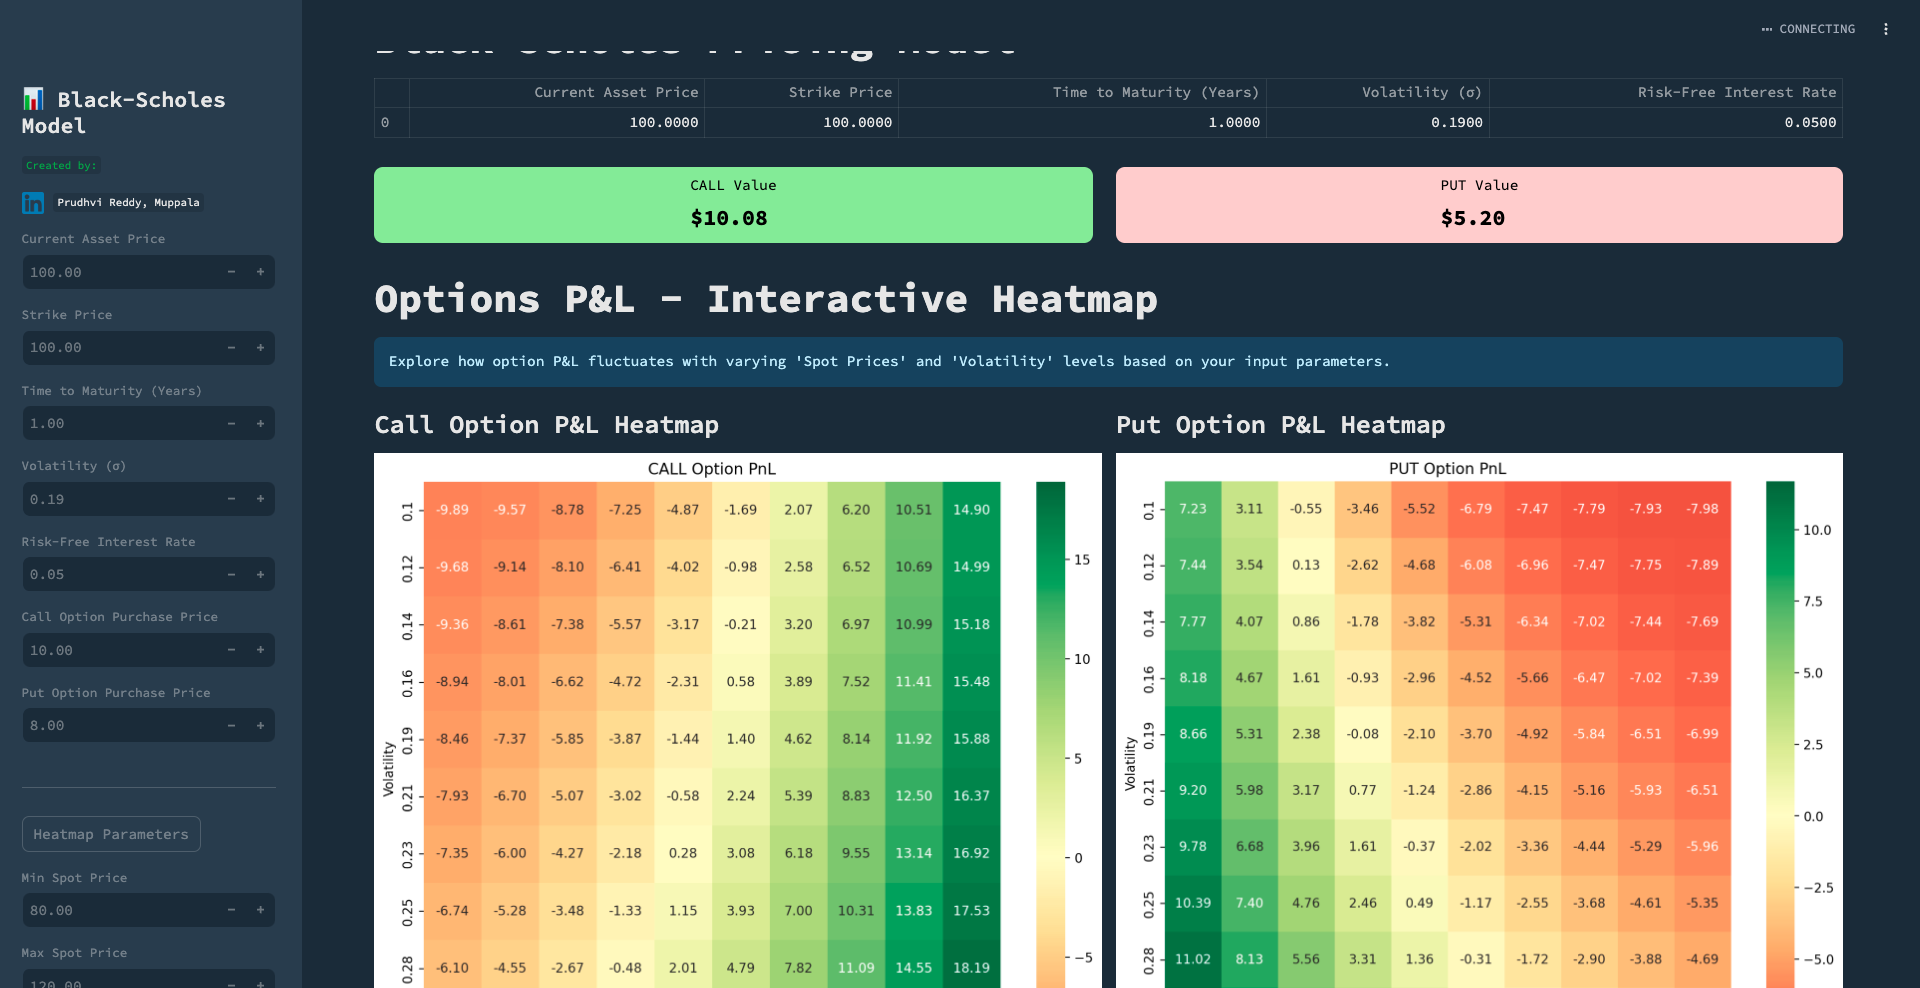 CONNECTING
📊 Black-Scholes
Model
Created by:
Prudhvi Reddy, Muppala
Current Asset Price
100.00
Strike Price
100.00
Time to Maturity (Years)
1.00
Volatility (σ)
0.19
Risk-Free Interest Rate
0.05
Call Option Purchase Price
10.00
Put Option Purchase Price
8.00
Heatmap Parameters
Min Spot Price
80.00
Max Spot Price
120.00
Black-Scholes Pricing Model
Current Asset Price Strike Price Time to Maturity (Years) Volatility (σ) Risk-Free Interest Rate
0 100.0000 100.0000 1.0000 0.1900 0.0500
CALL Value
$10.08
PUT Value
$5.20
Options P&L - Interactive Heatmap
Explore how option P&L fluctuates with varying 'Spot Prices' and 'Volatility' levels based on your input parameters.
Call Option P&L Heatmap
CALL Option PnL
Volatility
0.1 -9.89 -9.57 -8.78 -7.25 -4.87 -1.69 2.07 6.20 10.51 14.90
0.12 -9.68 -9.14 -8.10 -6.41 -4.02 -0.98 2.58 6.52 10.69 14.99
0.14 -9.36 -8.61 -7.38 -5.57 -3.17 -0.21 3.20 6.97 10.99 15.18
0.16 -8.94 -8.01 -6.62 -4.72 -2.31 0.58 3.89 7.52 11.41 15.48
0.19 -8.46 -7.37 -5.85 -3.87 -1.44 1.40 4.62 8.14 11.92 15.88
0.21 -7.93 -6.70 -5.07 -3.02 -0.58 2.24 5.39 8.83 12.50 16.37
0.23 -7.35 -6.00 -4.27 -2.18 0.28 3.08 6.18 9.55 13.14 16.92
0.25 -6.74 -5.28 -3.48 -1.33 1.15 3.93 7.00 10.31 13.83 17.53
0.28 -6.10 -4.55 -2.67 -0.48 2.01 4.79 7.82 11.09 14.55 18.19
15
10
5
0
−5
Put Option P&L Heatmap
PUT Option PnL
Volatility
0.1 7.23 3.11 -0.55 -3.46 -5.52 -6.79 -7.47 -7.79 -7.93 -7.98
0.12 7.44 3.54 0.13 -2.62 -4.68 -6.08 -6.96 -7.47 -7.75 -7.89
0.14 7.77 4.07 0.86 -1.78 -3.82 -5.31 -6.34 -7.02 -7.44 -7.69
0.16 8.18 4.67 1.61 -0.93 -2.96 -4.52 -5.66 -6.47 -7.02 -7.39
0.19 8.66 5.31 2.38 -0.08 -2.10 -3.70 -4.92 -5.84 -6.51 -6.99
0.21 9.20 5.98 3.17 0.77 -1.24 -2.86 -4.15 -5.16 -5.93 -6.51
0.23 9.78 6.68 3.96 1.61 -0.37 -2.02 -3.36 -4.44 -5.29 -5.96
0.25 10.39 7.40 4.76 2.46 0.49 -1.17 -2.55 -3.68 -4.61 -5.35
0.28 11.02 8.13 5.56 3.31 1.36 -0.31 -1.72 -2.90 -3.88 -4.69
10.0
7.5
5.0
2.5
0.0
−2.5
−5.0